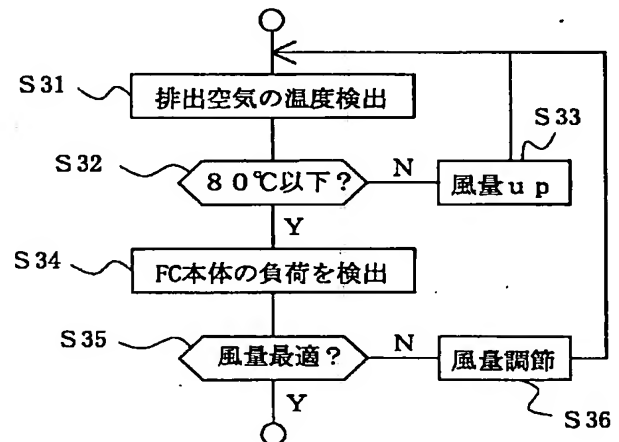 S31
排出空気の温度検出
S32
80℃以下?
N
S33
風量up
Y
S34
FC本体の負荷を検出
S35
風量最適?
N
風量調節
S36
Y